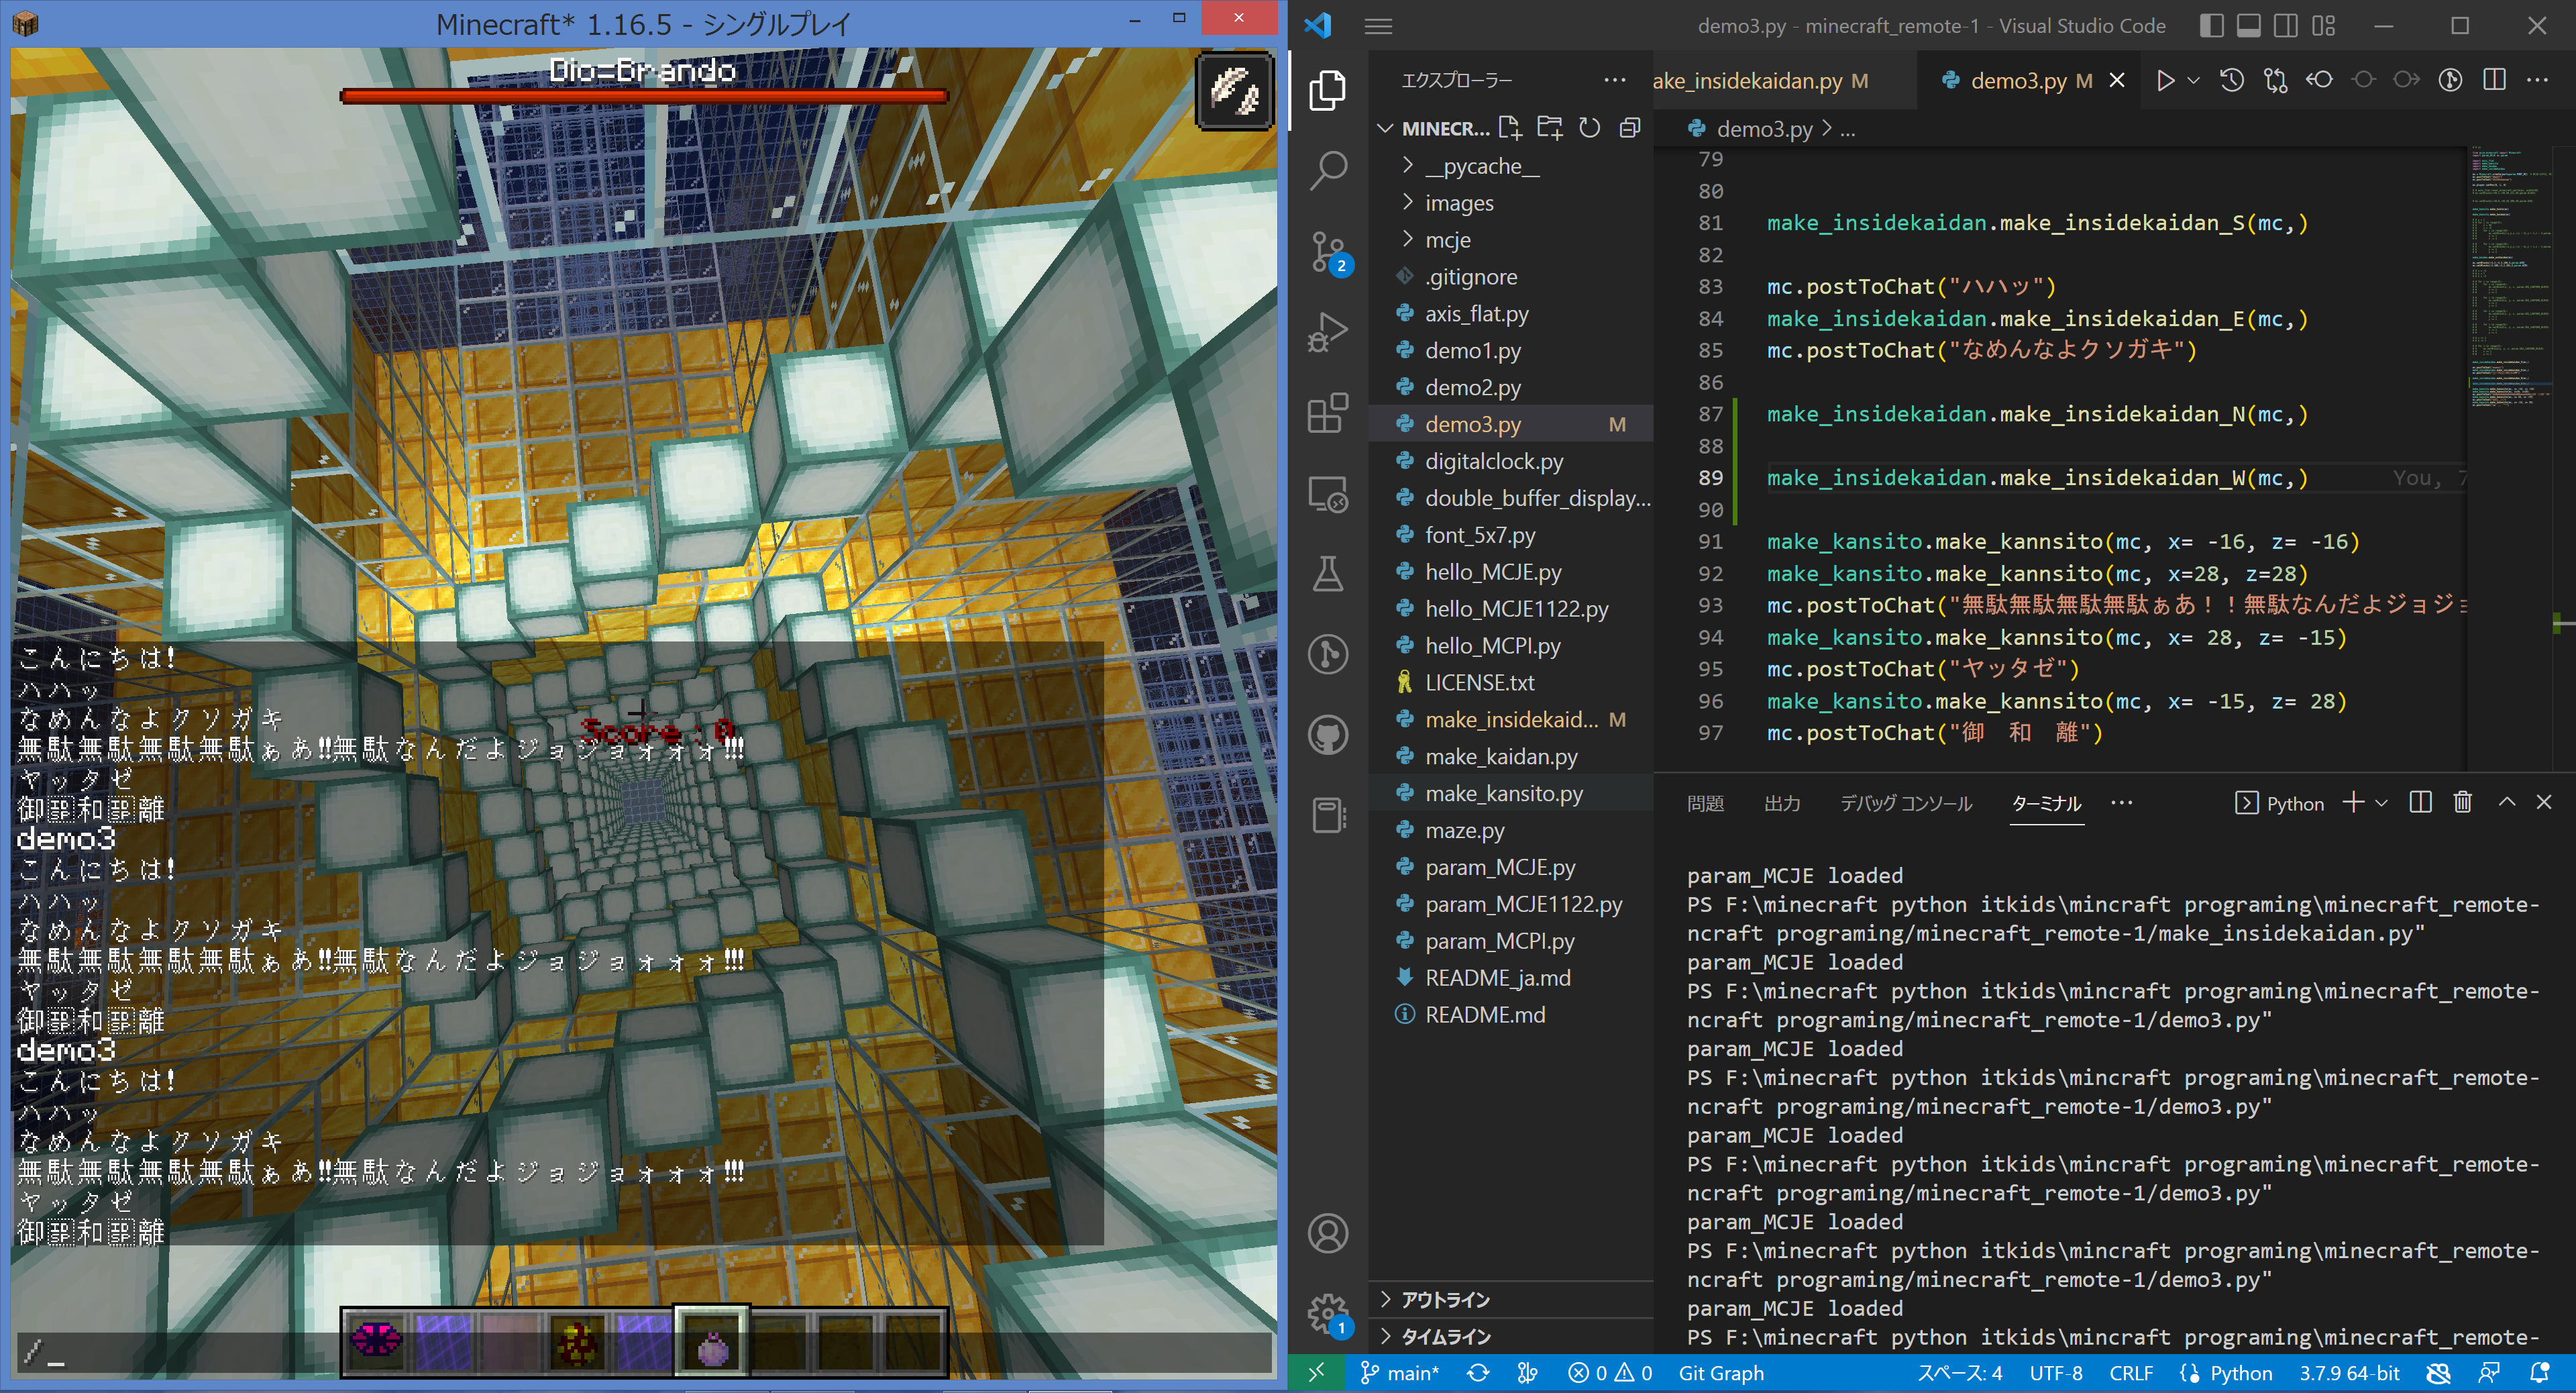 Minecraft* 1.16.5 - シングルプレイ
Dio=Brando
こんにちは!
ハハッ
なめんなよクソガキ
無駄無駄無駄無駄ぁあ!!無駄なんだよジョジョォォォ!!!
ヤッタゼ
御 和 離
demo3
こんにちは!
ハハッ
なめんなよクソガキ
無駄無駄無駄無駄ぁあ!!無駄なんだよジョジョォォォ!!!
ヤッタゼ
御 和 離
demo3
こんにちは!
ハハッ
なめんなよクソガキ
無駄無駄無駄無駄ぁあ!!無駄なんだよジョジョォォォ!!!
ヤッタゼ
御 和 離
Score : 0
/_
demo3.py - minecraft_remote-1 - Visual Studio Code
エクスプローラー
MINECR...
__pycache__
images
mcje
.gitignore
axis_flat.py
demo1.py
demo2.py
demo3.py M
digitalclock.py
double_buffer_display...
font_5x7.py
hello_MCJE.py
hello_MCJE1122.py
hello_MCPI.py
LICENSE.txt
make_insidekaid... M
make_kaidan.py
make_kansito.py
maze.py
param_MCJE.py
param_MCJE1122.py
param_MCPI.py
README_ja.md
README.md
アウトライン
タイムライン
2
1
ake_insidekaidan.py M
demo3.py M
demo3.py > ...
79
80
81 make_insidekaidan.make_insidekaidan_S(mc,)
82
83 mc.postToChat("ハハッ")
84 make_insidekaidan.make_insidekaidan_E(mc,)
85 mc.postToChat("なめんなよクソガキ")
86
87 make_insidekaidan.make_insidekaidan_N(mc,)
88
89 make_insidekaidan.make_insidekaidan_W(mc,) You, 7
90
91 make_kansito.make_kannsito(mc, x= -16, z= -16)
92 make_kansito.make_kannsito(mc, x=28, z=28)
93 mc.postToChat("無駄無駄無駄無駄ぁあ！！無駄なんだよジョジョ
94 make_kansito.make_kannsito(mc, x= 28, z= -15)
95 mc.postToChat("ヤッタゼ")
96 make_kansito.make_kannsito(mc, x= -15, z= 28)
97 mc.postToChat("御　和　離")
問題 出力 デバッグ コンソール ターミナル ... Python
param_MCJE loaded
PS F:\minecraft python itkids\mincraft programing\minecraft_remote-
ncraft programing/minecraft_remote-1/make_insidekaidan.py"
param_MCJE loaded
PS F:\minecraft python itkids\mincraft programing\minecraft_remote-
ncraft programing/minecraft_remote-1/demo3.py"
param_MCJE loaded
PS F:\minecraft python itkids\mincraft programing\minecraft_remote-
ncraft programing/minecraft_remote-1/demo3.py"
param_MCJE loaded
PS F:\minecraft python itkids\mincraft programing\minecraft_remote-
ncraft programing/minecraft_remote-1/demo3.py"
param_MCJE loaded
PS F:\minecraft python itkids\mincraft programing\minecraft_remote-
ncraft programing/minecraft_remote-1/demo3.py"
param_MCJE loaded
PS F:\minecraft python itkids\mincraft programing\minecraft_remote-
main* 0 0 Git Graph スペース: 4 UTF-8 CRLF Python 3.7.9 64-bit